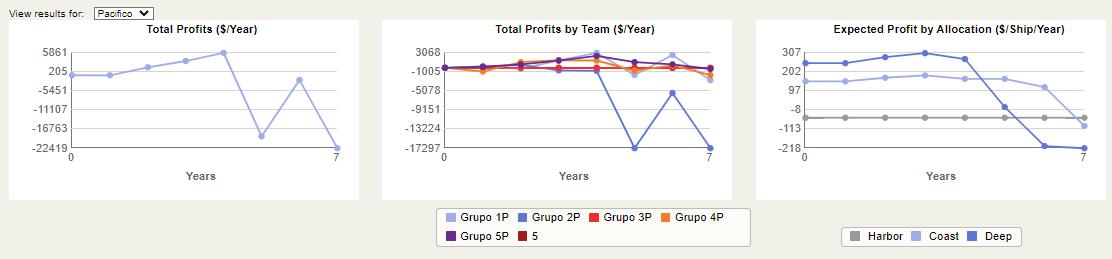 View results for: Pacifico
Total Profits ($/Year)
5861
205
-5451
-11107
-16763
-22419
0 7
Years
Total Profits by Team ($/Year)
3068
-1005
-5078
-9151
-13224
-17297
0 7
Years
Grupo 1P Grupo 2P Grupo 3P Grupo 4P
Grupo 5P 5
Expected Profit by Allocation ($/Ship/Year)
307
202
97
-8
-113
-218
0 7
Years
Harbor Coast Deep